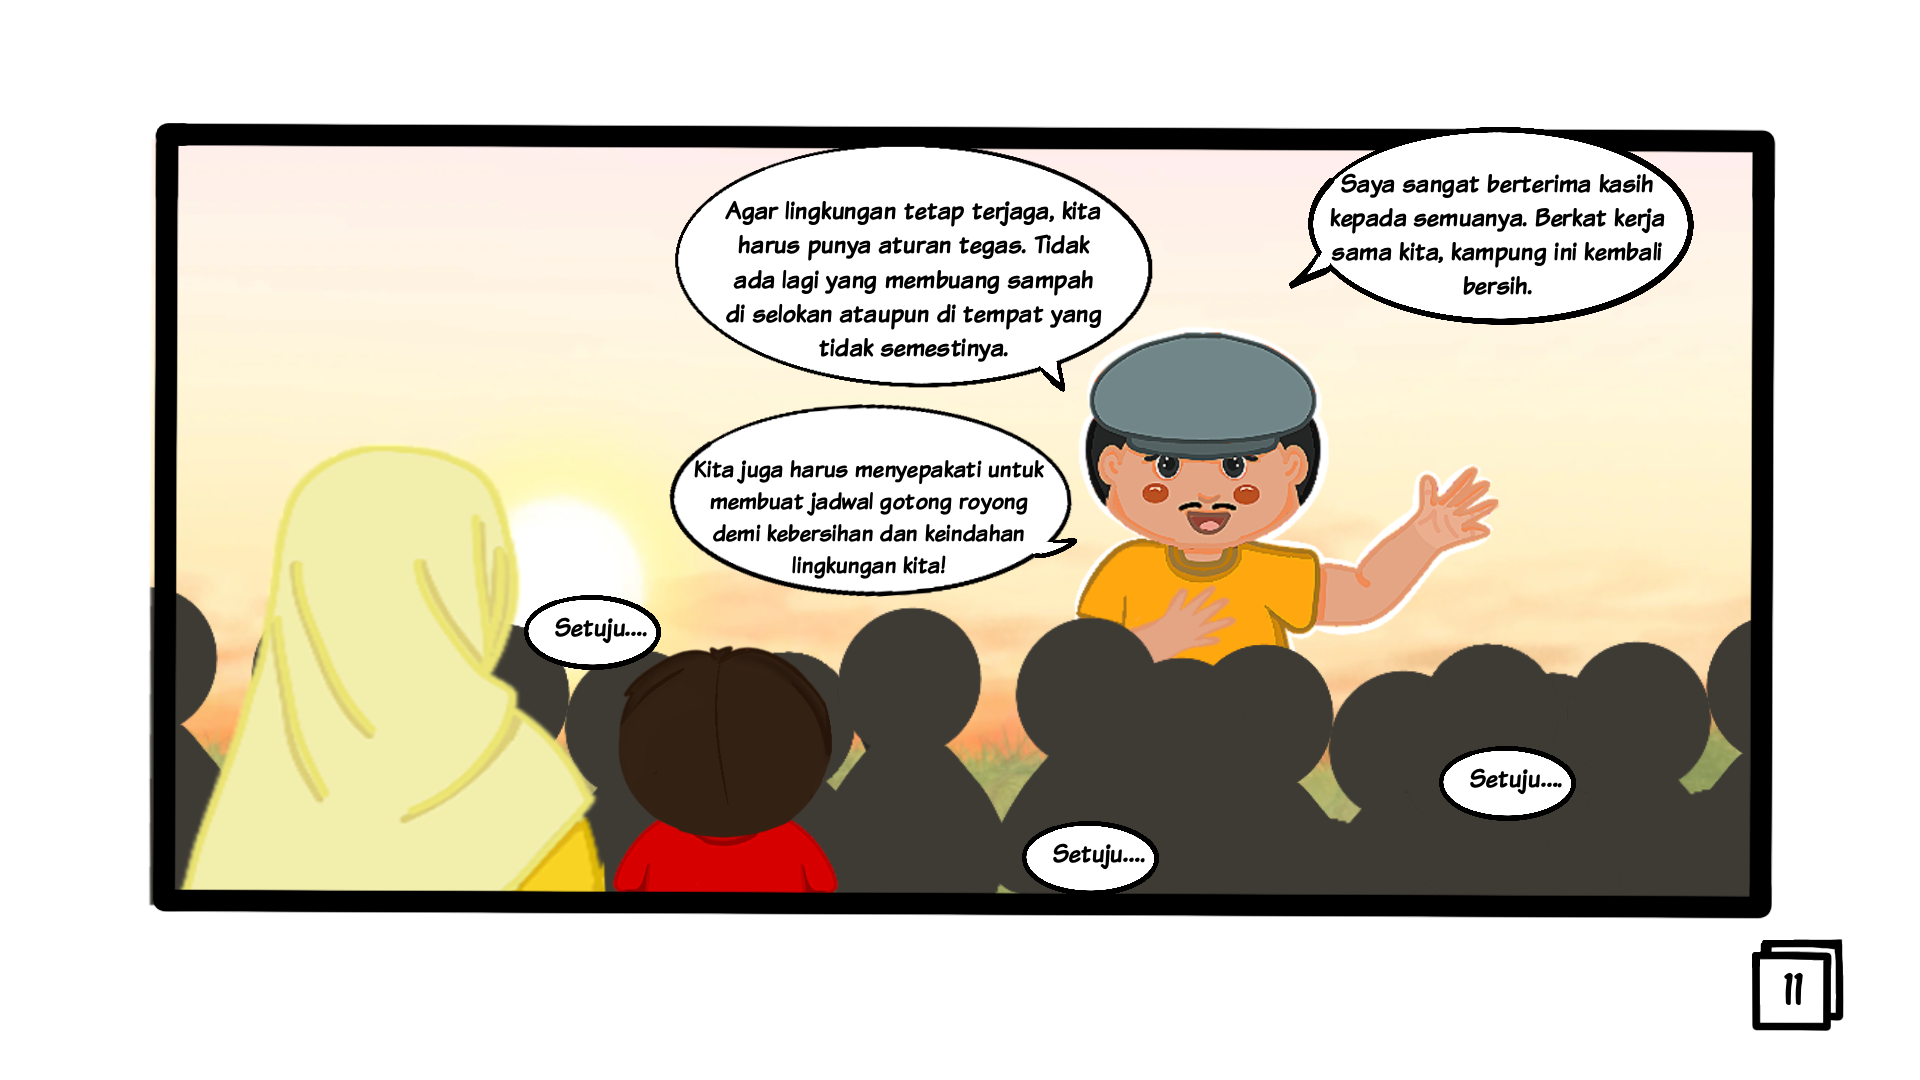 Agar lingkungan tetap terjaga, kita
harus punya aturan tegas. Tidak
ada lagi yang membuang sampah
di selokan ataupun di tempat yang
tidak semestinya.
Saya sangat berterima kasih
kepada semuanya. Berkat kerja
sama kita, kampung ini kembali
bersih.
Kita juga harus menyepakati untuk
membuat jadwal gotong royong
demi kebersihan dan keindahan
lingkungan kita!
Setuju....
Setuju....
Setuju....
11